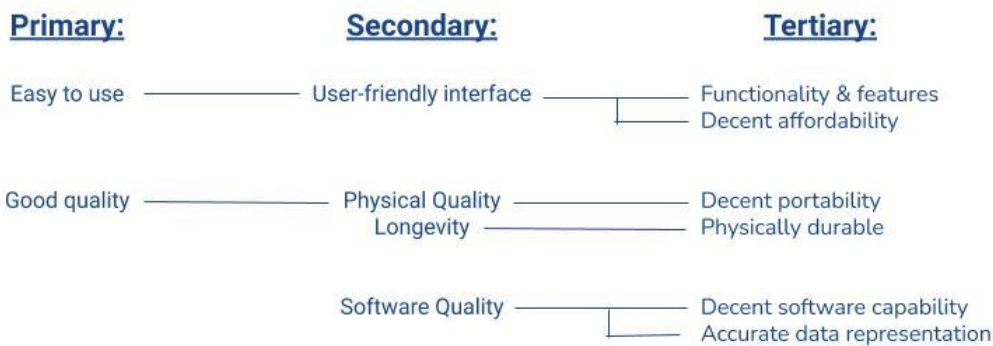 Primary: Secondary: Tertiary:
Easy to use User-friendly interface Functionality & features
Decent affordability
Good quality Physical Quality Decent portability
Longevity Physically durable
Software Quality Decent software capability
Accurate data representation